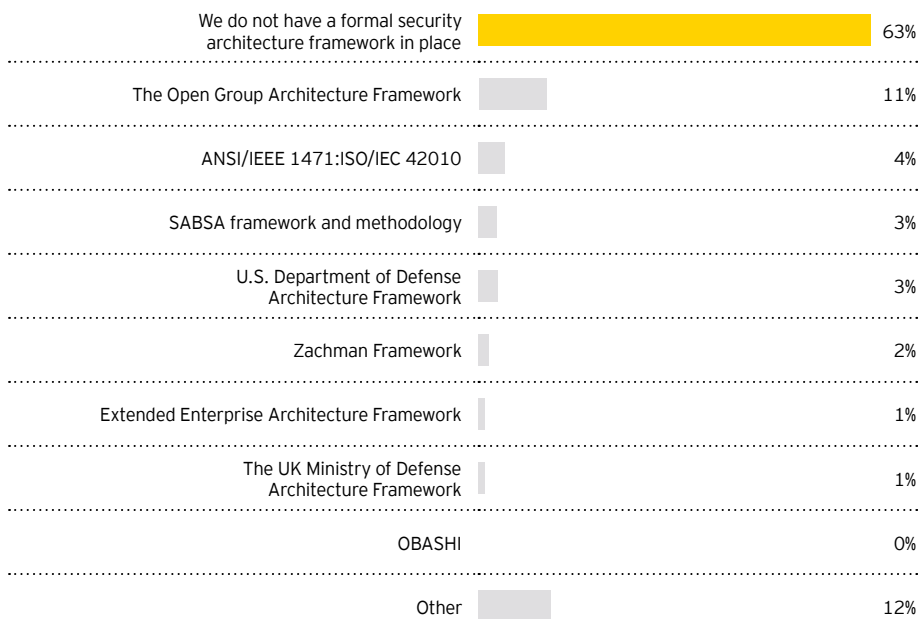 We do not have a formal security
architecture framework in place
63%
The Open Group Architecture Framework
11%
ANSI/IEEE 1471:ISO/IEC 42010
4%
SABSA framework and methodology
3%
U.S. Department of Defense
Architecture Framework
3%
Zachman Framework
2%
Extended Enterprise Architecture Framework
1%
The UK Ministry of Defense
Architecture Framework
1%
OBASHI
0%
Other
12%